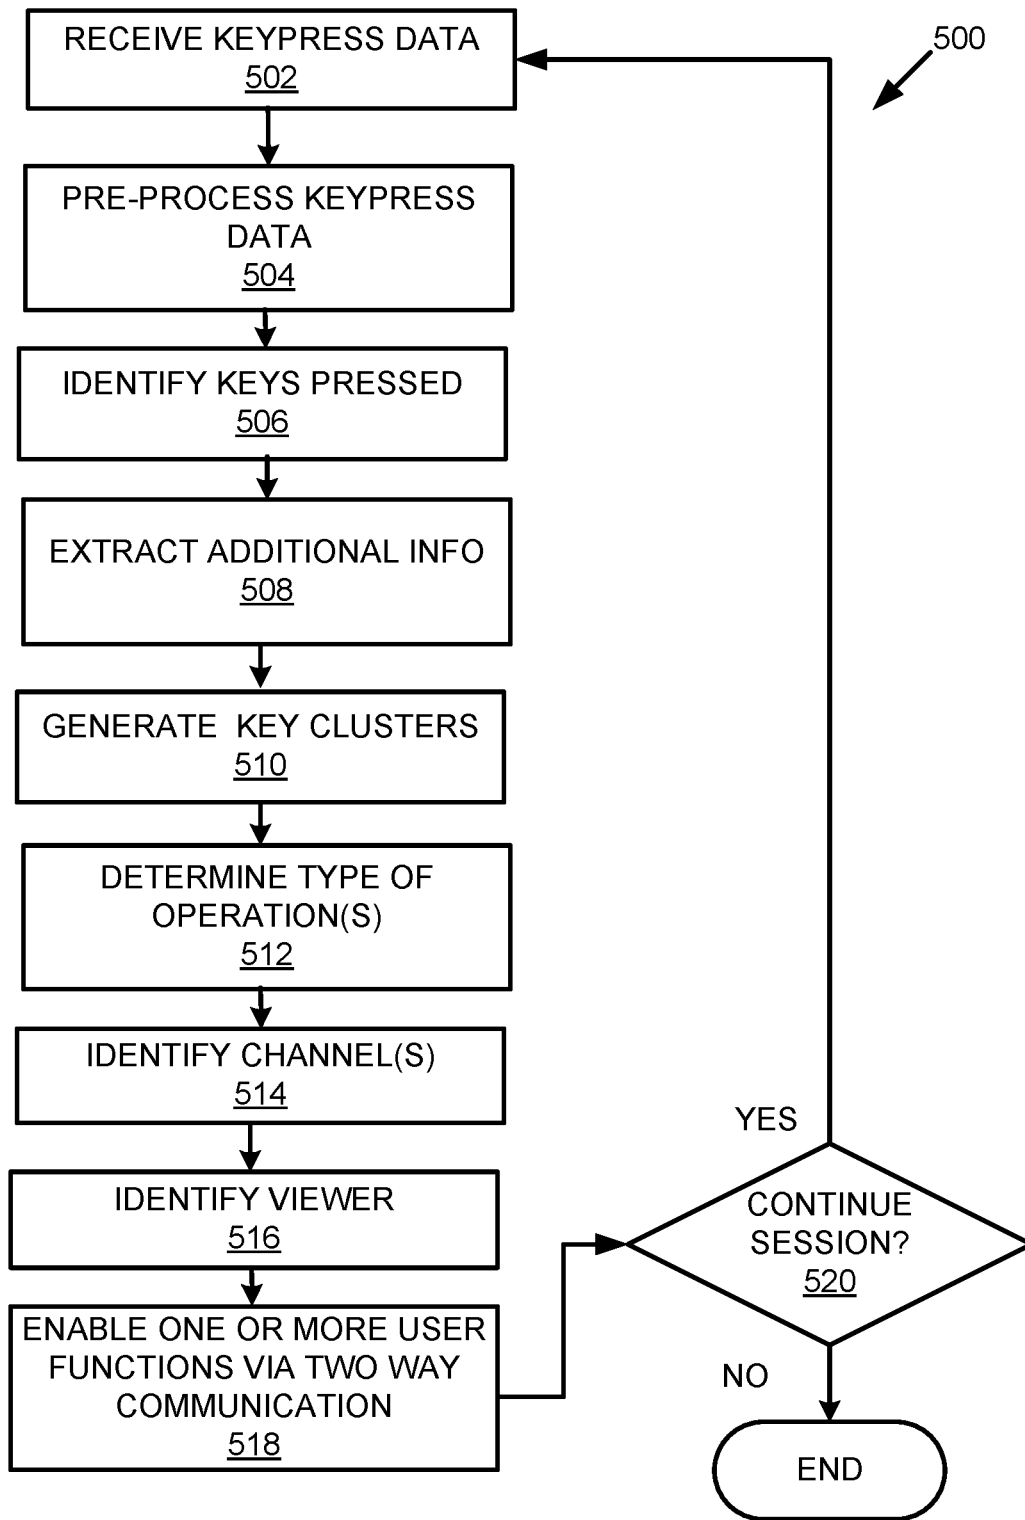 RECEIVE KEYPRESS DATA
502
500
PRE-PROCESS KEYPRESS
DATA
504
IDENTIFY KEYS PRESSED
506
EXTRACT ADDITIONAL INFO
508
GENERATE KEY CLUSTERS
510
DETERMINE TYPE OF
OPERATION(S)
512
IDENTIFY CHANNEL(S)
514
IDENTIFY VIEWER
516
ENABLE ONE OR MORE USER
FUNCTIONS VIA TWO WAY
COMMUNICATION
518
YES
CONTINUE
SESSION?
520
NO
END